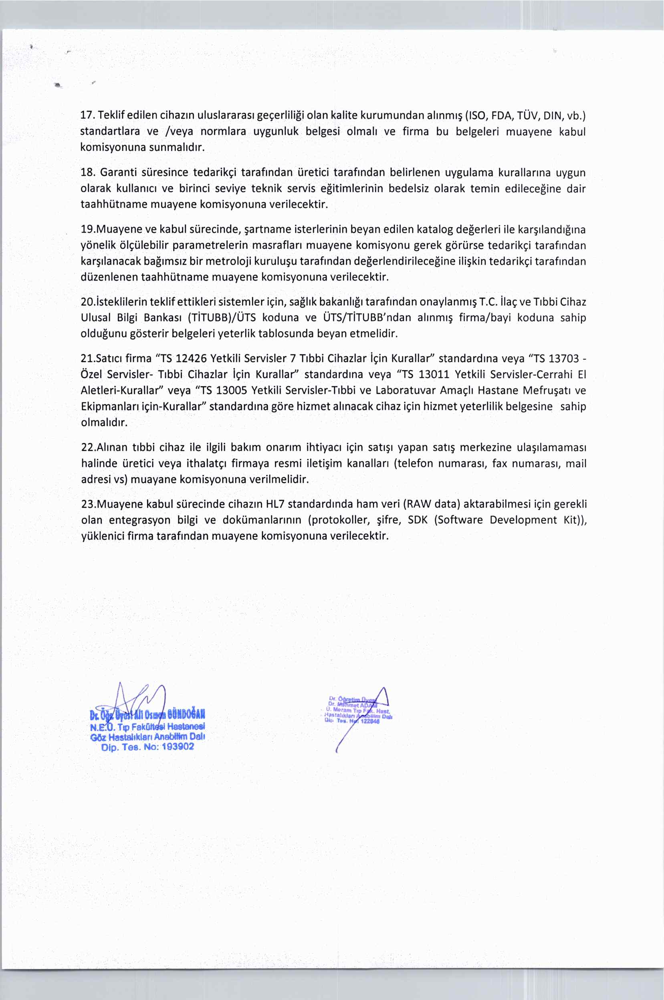 17. Teklif edilen cihazın uluslararası geçerliliği olan kalite kurumundan alınmış (ISO, FDA, TÜV, DIN, vb.)
standartlara ve /veya normlara uygunluk belgesi olmalı ve firma bu belgeleri muayene kabul
komisyonuna sunmalıdır.
18. Garanti süresince tedarikçi tarafından üretici tarafından belirlenen uygulama kurallarına uygun
olarak kullanıcı ve birinci seviye teknik servis eğitimlerinin bedelsiz olarak temin edileceğine dair
taahhütname muayene komisyonuna verilecektir.
19.Muayene ve kabul sürecinde, şartname isterlerinin beyan edilen katalog değerleri ile karşılandığına
yönelik ölçülebilir parametrelerin masrafları muayene komisyonu gerek görürse tedarikçi tarafından
karşılanacak bağımsız bir metroloji kuruluşu tarafından değerlendirileceğine ilişkin tedarikçi tarafından
düzenlenen taahhütname muayene komisyonuna verilecektir.
20.İsteklilerin teklif ettikleri sistemler için, sağlık bakanlığı tarafından onaylanmış T.C. İlaç ve Tıbbi Cihaz
Ulusal Bilgi Bankası (TİTUBB)/ÜTS koduna ve ÜTS/TİTUBB’ndan alınmış firma/bayi koduna sahip
olduğunu gösterir belgeleri yeterlik tablosunda beyan etmelidir.
21.Satıcı firma “TS 12426 Yetkili Servisler 7 Tıbbi Cihazlar İçin Kurallar” standardına veya “TS 13703 -
Özel Servisler- Tıbbi Cihazlar İçin Kurallar” standardına veya “TS 13011 Yetkili Servisler-Cerrahi El
Aletleri-Kurallar” veya “TS 13005 Yetkili Servisler-Tıbbi ve Laboratuvar Amaçlı Hastane Mefruşatı ve
Ekipmanları için-Kurallar” standardına göre hizmet alınacak cihaz için hizmet yeterlilik belgesine sahip
olmalıdır.
22.Alınan tıbbi cihaz ile ilgili bakım onarım ihtiyacı için satışı yapan satış merkezine ulaşılamaması
halinde üretici veya ithalatçı firmaya resmi iletişim kanalları (telefon numarası, fax numarası, mail
adresi vs) muayane komisyonuna verilmelidir.
23.Muayene kabul sürecinde cihazın HL7 standardında ham veri (RAW data) aktarabilmesi için gerekli
olan entegrasyon bilgi ve dokümanlarının (protokoller, şifre, SDK (Software Development Kit)),
yüklenici firma tarafından muayene komisyonuna verilecektir.
Dr. Öğr. Üyesi Ali Osman GÜNDOĞAN
N.E.Ü. Tıp Fakültesi Hastanesi
Göz Hastalıkları Anabilim Dalı
Dip. Tes. No: 193902
Dr. Öğretim Üyesi
Dr. Mehmet ADAM
Ü. Meram Tıp Fak. Hast.
Hastalıkları Anabilim Dalı
Dip. Tes. No: 122846